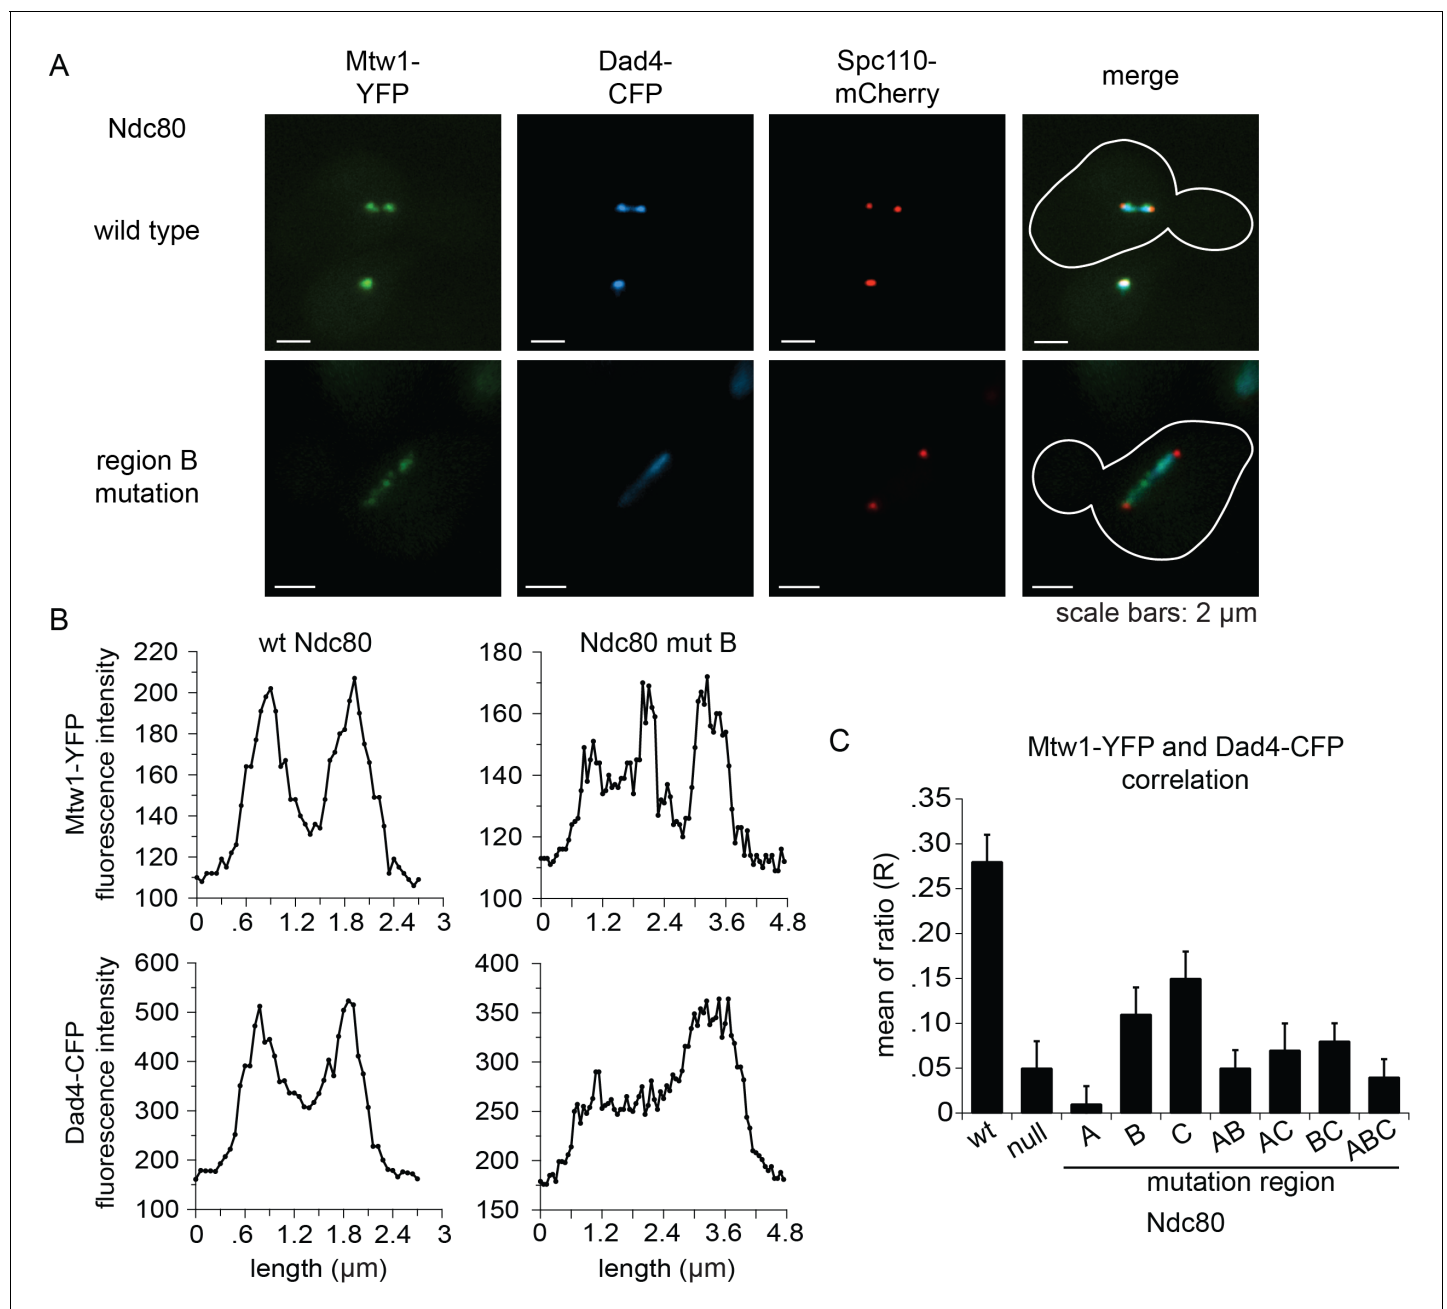 A
Mtw1-
YFP
Dad4-
CFP
Spc110-
mCherry
merge
Ndc80
wild type
region B
mutation
scale bars: 2 µm
B
wt Ndc80
Ndc80 mut B
Mtw1-YFP
fluorescence intensity
220
200
180
160
140
120
100
0 .6 1.2 1.8 2.4 3
180
160
140
120
100
0 1.2 2.4 3.6 4.8
Dad4-CFP
fluorescence intensity
600
500
400
300
200
100
0 .6 1.2 1.8 2.4 3
length (µm)
400
350
300
250
200
150
0 1.2 2.4 3.6 4.8
length (µm)
C
Mtw1-YFP and Dad4-CFP
correlation
mean of ratio (R)
.35
.30
.25
.20
.15
.10
.05
0
wt null A B C AB AC BC ABC
mutation region
Ndc80